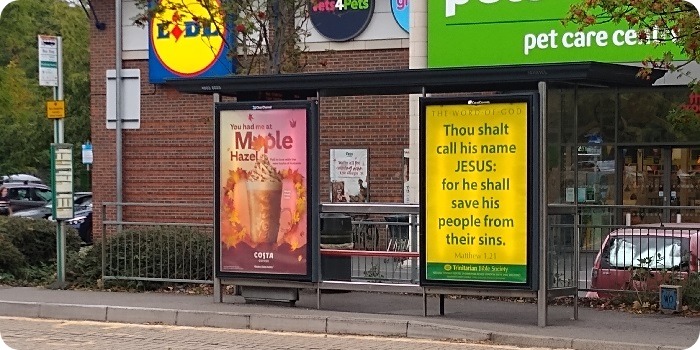 LIDL
Pets4Pets
pet care cen
You had me at
Maple
Hazel
COSTA
THE WORD OF GOD
Thou shalt
call his name
JESUS:
for he shall
save his
people from
their sins.
Matthew 1.21
Trinitarian Bible Society